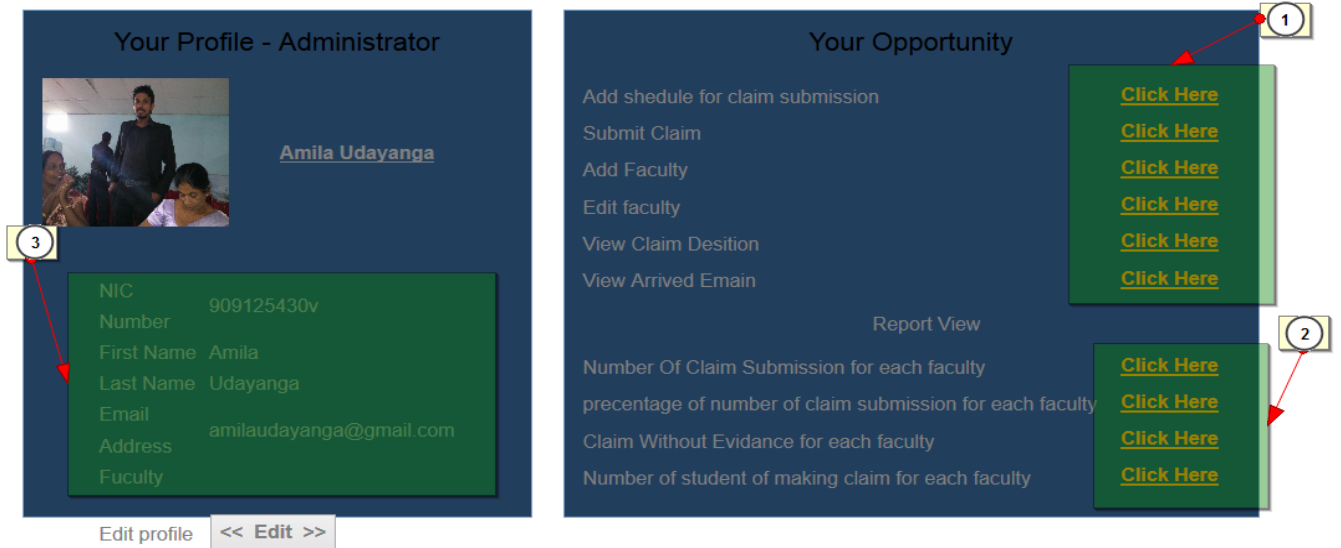 Your Profile - Administrator
Amila Udayanga
3
NIC Number 909125430v
First Name Amila
Last Name Udayanga
Email Address amilaudayanga@gmail.com
Fuculty
Edit profile << Edit >>
Your Opportunity
1
Add shedule for claim submission Click Here
Submit Claim Click Here
Add Faculty Click Here
Edit faculty Click Here
View Claim Desition Click Here
View Arrived Emain Click Here
Report View
2
Number Of Claim Submission for each faculty Click Here
precentage of number of claim submission for each faculty Click Here
Claim Without Evidance for each faculty Click Here
Number of student of making claim for each faculty Click Here